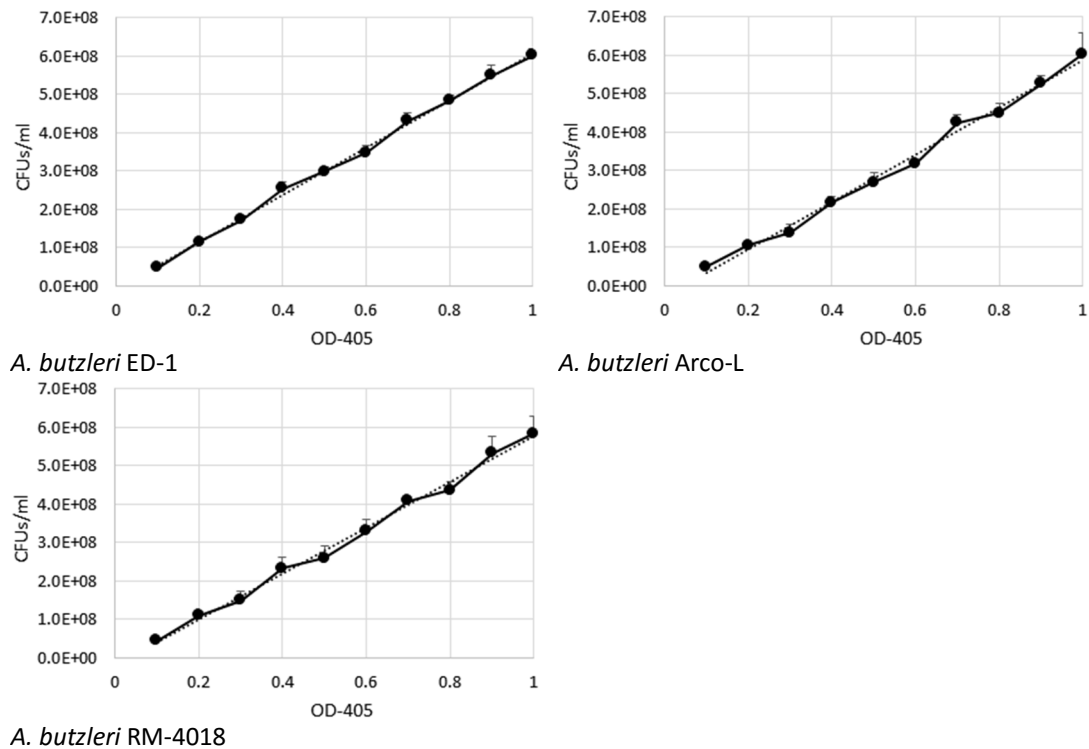 7.0E+08
6.0E+08
5.0E+08
4.0E+08
3.0E+08
2.0E+08
1.0E+08
0.0E+00
CFUs/ml
0 0.2 0.4 0.6 0.8 1
OD-405
A. butzleri ED-1
7.0E+08
6.0E+08
5.0E+08
4.0E+08
3.0E+08
2.0E+08
1.0E+08
0.0E+00
CFUs/ml
0 0.2 0.4 0.6 0.8 1
OD-405
A. butzleri Arco-L
7.0E+08
6.0E+08
5.0E+08
4.0E+08
3.0E+08
2.0E+08
1.0E+08
0.0E+00
CFUs/ml
0 0.2 0.4 0.6 0.8 1
OD-405
A. butzleri RM-4018